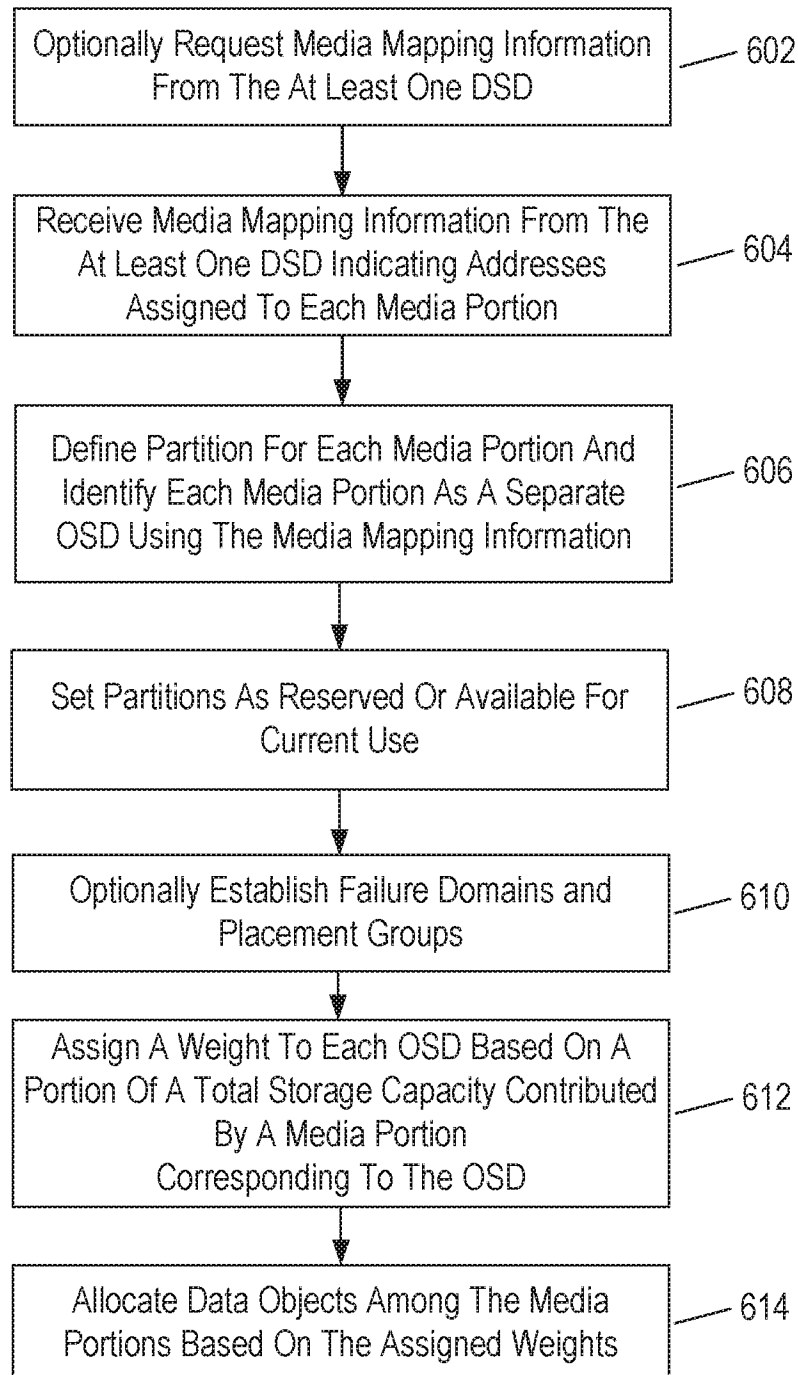 Optionally Request Media Mapping Information
From The At Least One DSD
602
Receive Media Mapping Information From The
At Least One DSD Indicating Addresses
Assigned To Each Media Portion
604
Define Partition For Each Media Portion And
Identify Each Media Portion As A Separate
OSD Using The Media Mapping Information
606
Set Partitions As Reserved Or Available For
Current Use
608
Optionally Establish Failure Domains and
Placement Groups
610
Assign A Weight To Each OSD Based On A
Portion Of A Total Storage Capacity Contributed
By A Media Portion
Corresponding To The OSD
612
Allocate Data Objects Among The Media
Portions Based On The Assigned Weights
614